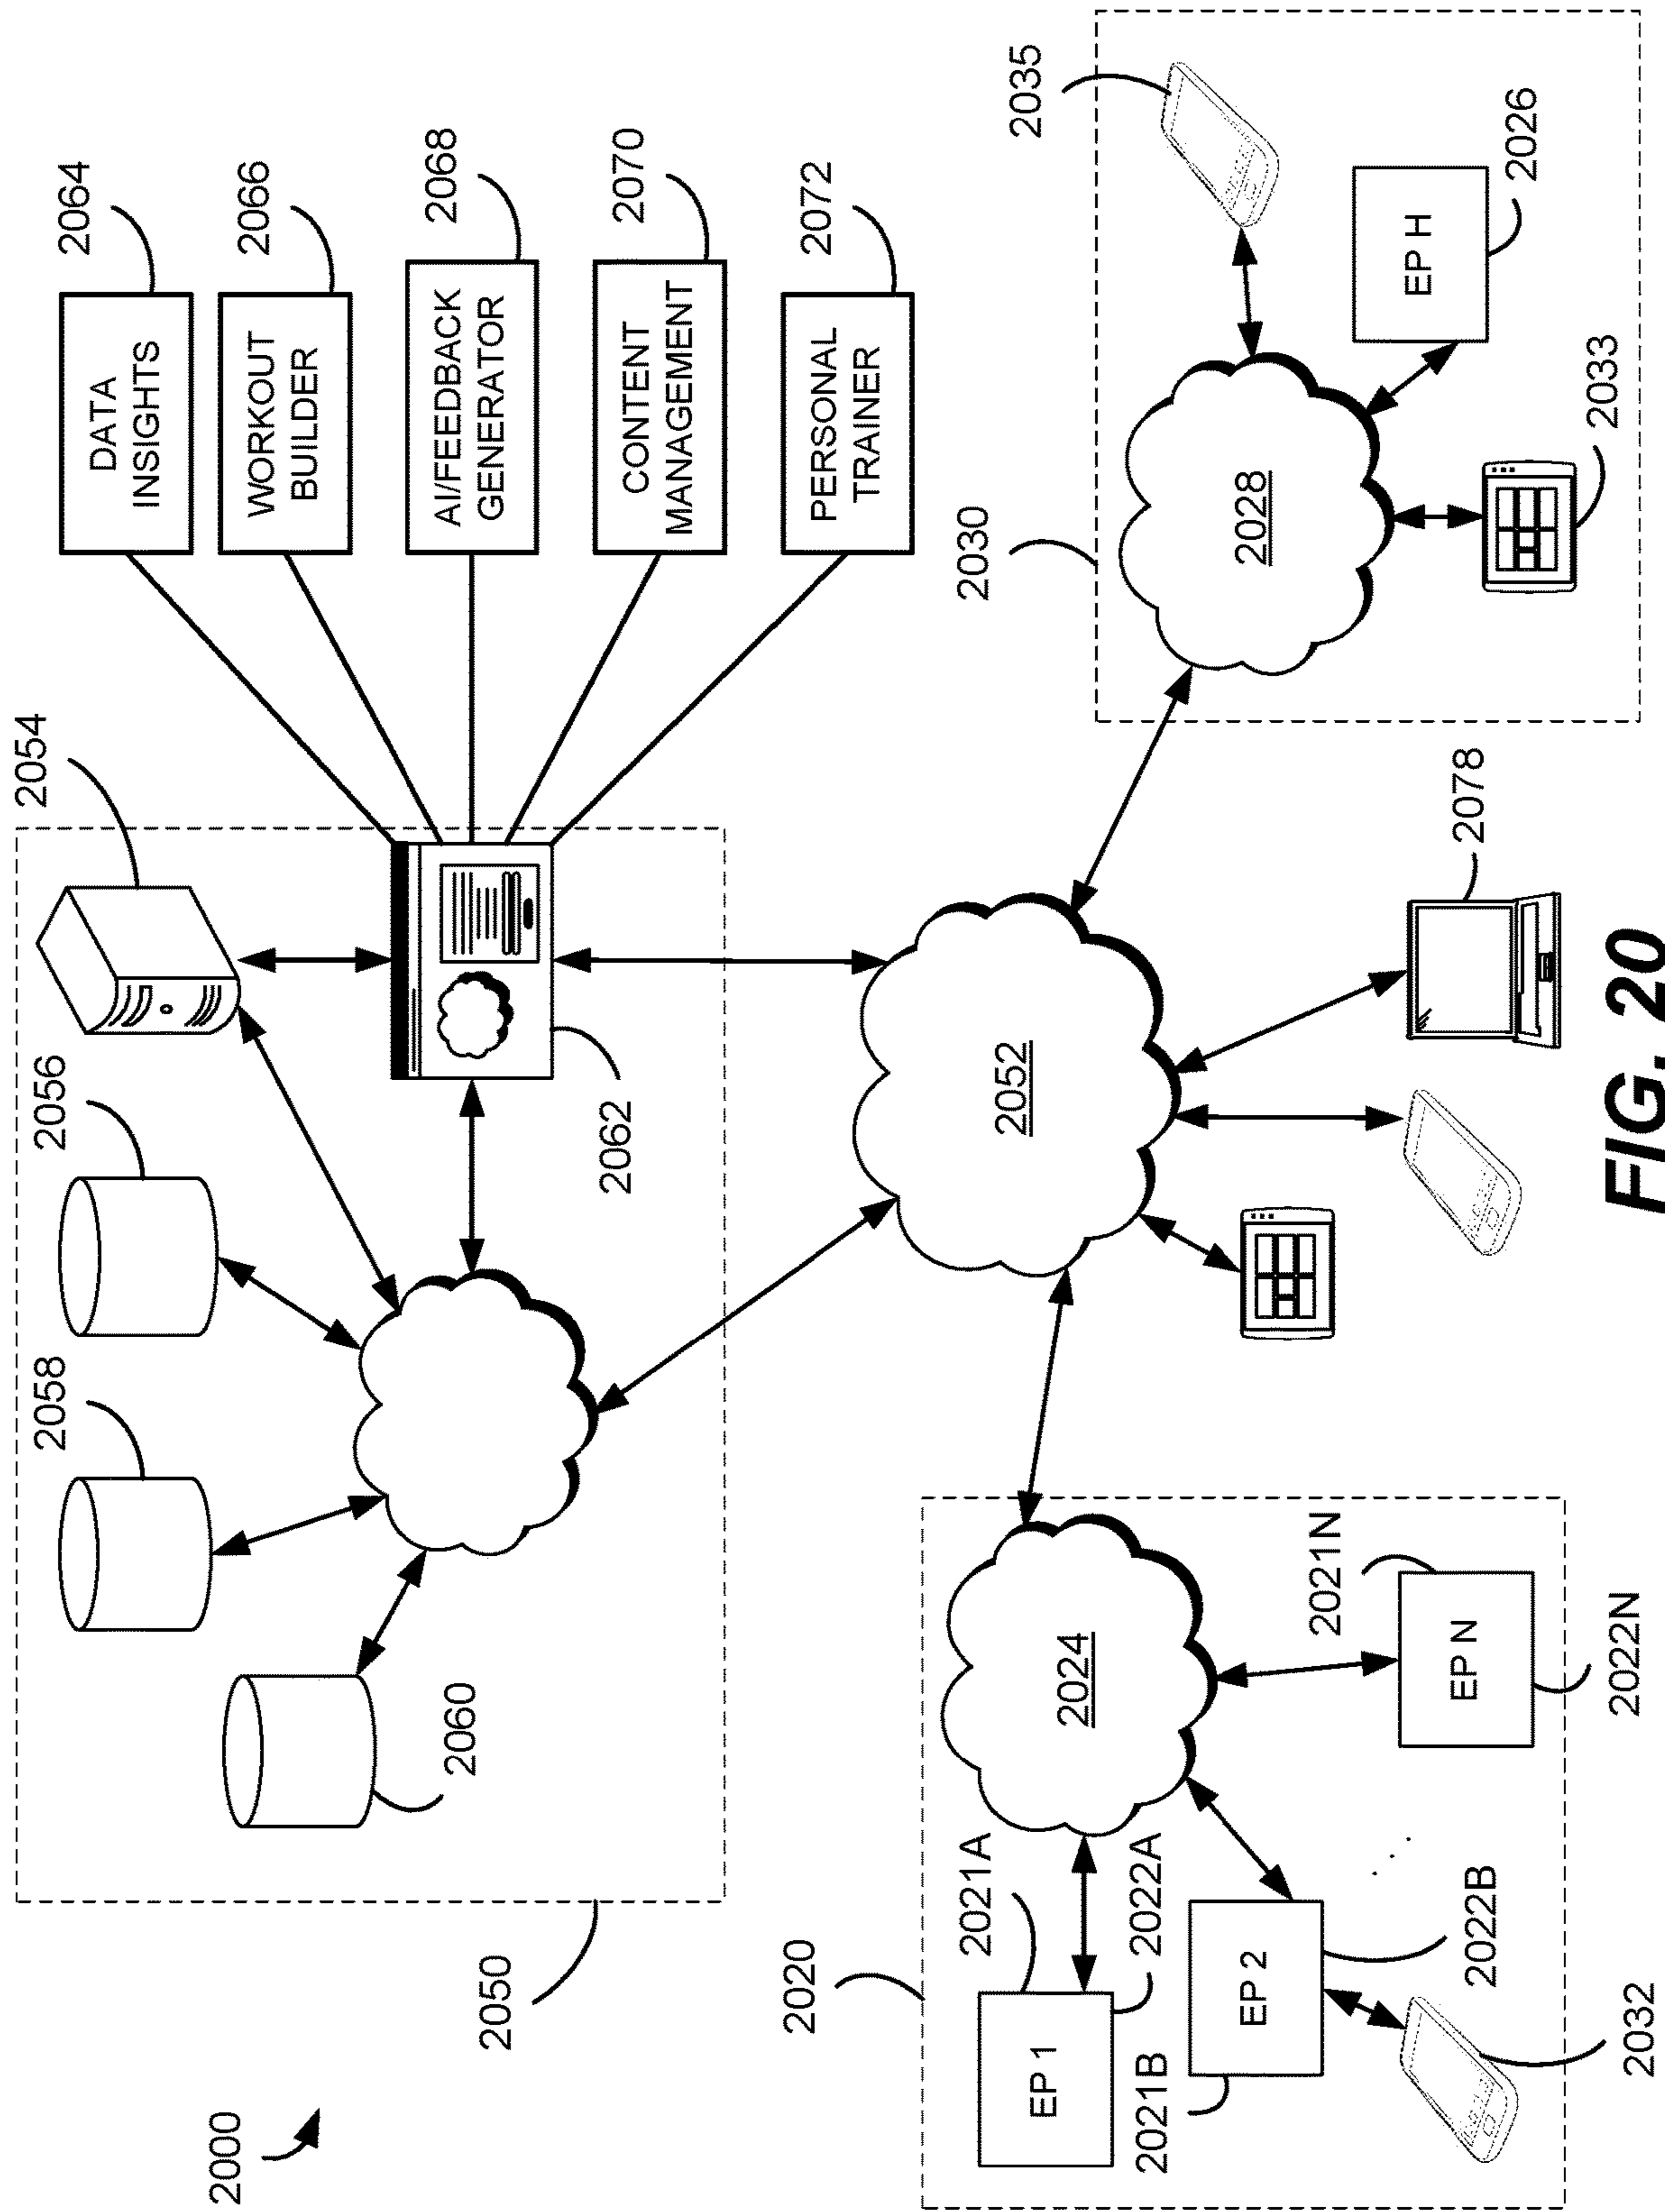 2000
2050
2060
2058
2056
2054
2062
2064
DATA
INSIGHTS
2066
WORKOUT
BUILDER
2068
AI/FEEDBACK
GENERATOR
2070
CONTENT
MANAGEMENT
2072
PERSONAL
TRAINER
2052
2020
2024
2021A
EP 1
2022A
2021B
EP 2
2022B
2032
. . .
2021N
EP N
2022N
2078
2030
2028
2035
EP H
2026
2033
FIG. 20